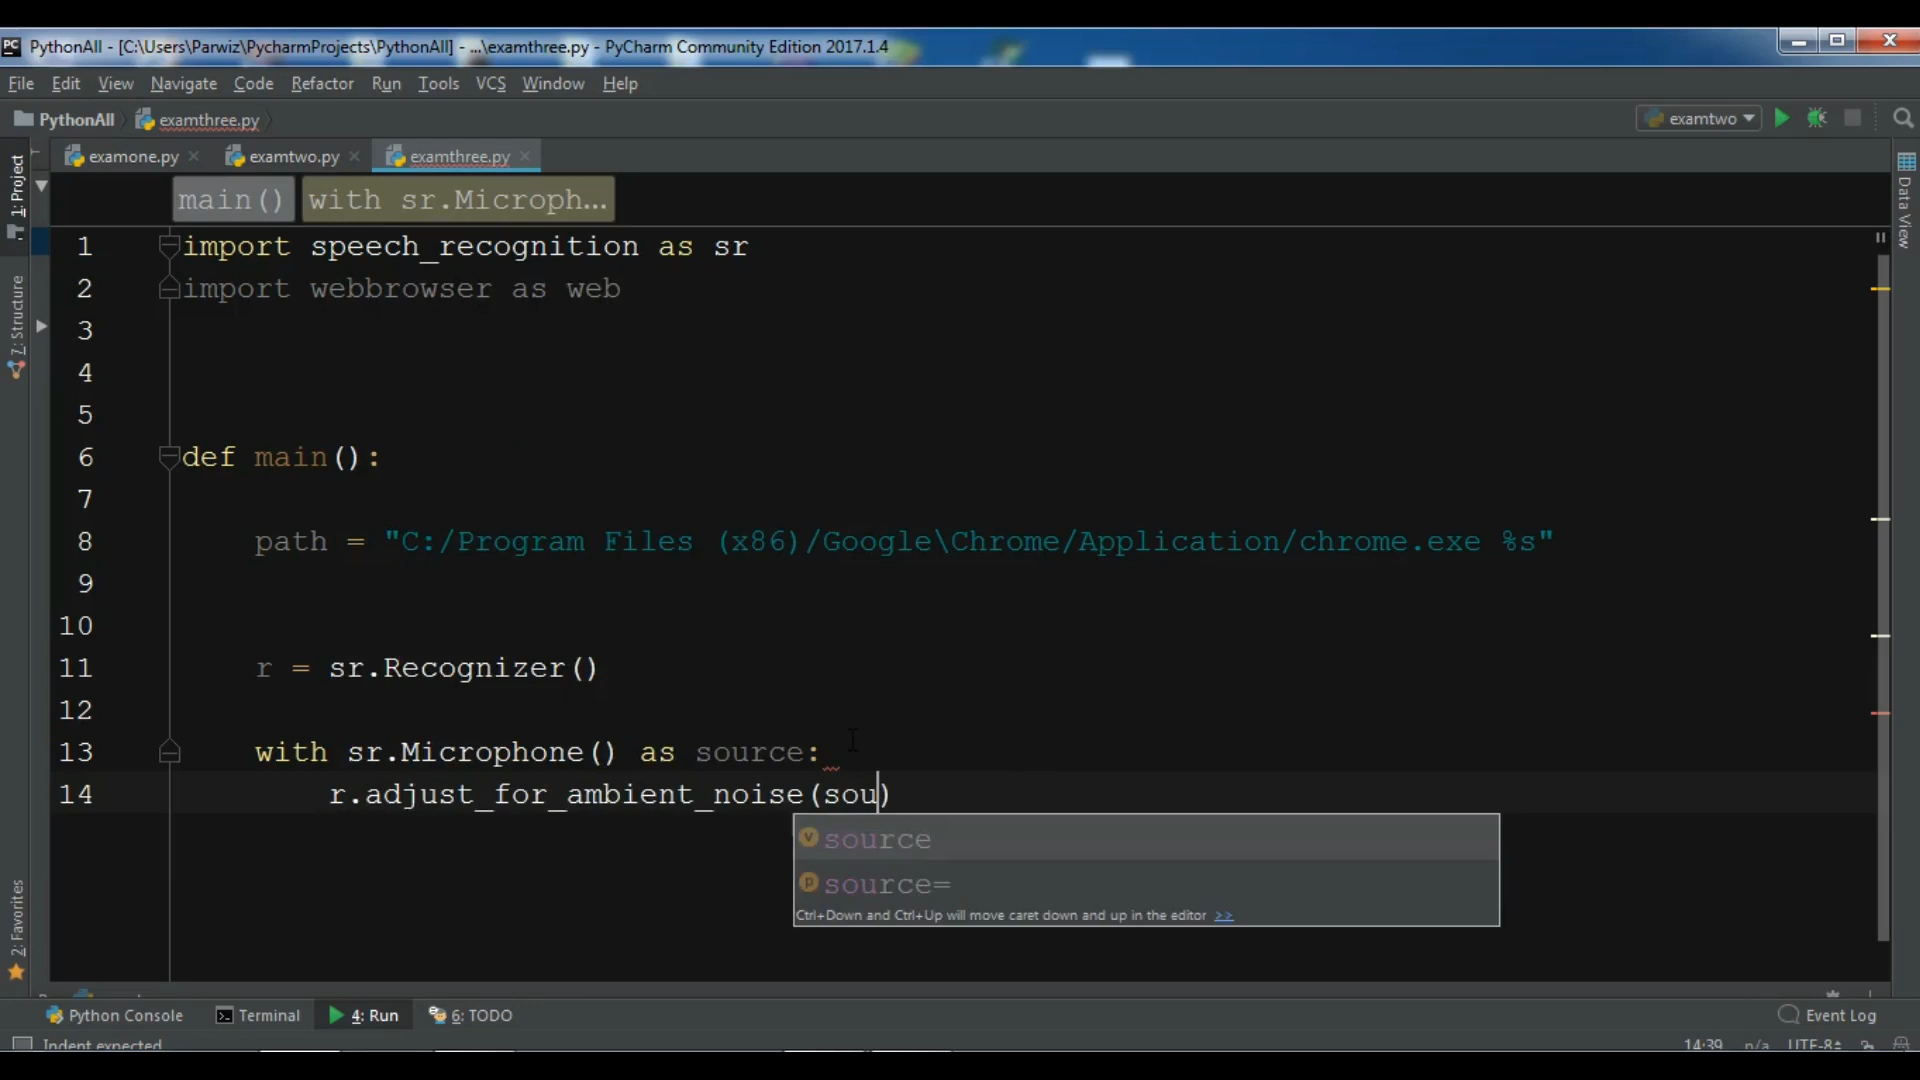 PythonAll - [C:\Users\Parwiz\PycharmProjects\PythonAll] - ...\examthree.py - PyCharm Community Edition 2017.1.4
File Edit View Navigate Code Refactor Run Tools VCS Window Help
PythonAll examthree.py examtwo
examone.py examtwo.py examthree.py
main() with sr.Microph...
1 import speech_recognition as sr
2 import webbrowser as web
3
4
5
6 def main():
7
8 path = "C:/Program Files (x86)/Google\Chrome/Application/chrome.exe %s"
9
10
11 r = sr.Recognizer()
12
13 with sr.Microphone() as source:
14 r.adjust_for_ambient_noise(sou)
source
source=
Ctrl+Down and Ctrl+Up will move caret down and up in the editor >>
1: Project
7: Structure
2: Favorites
Data View
Python Console Terminal 4: Run 6: TODO Event Log
Indent expected 14:39 n/a UTF-8